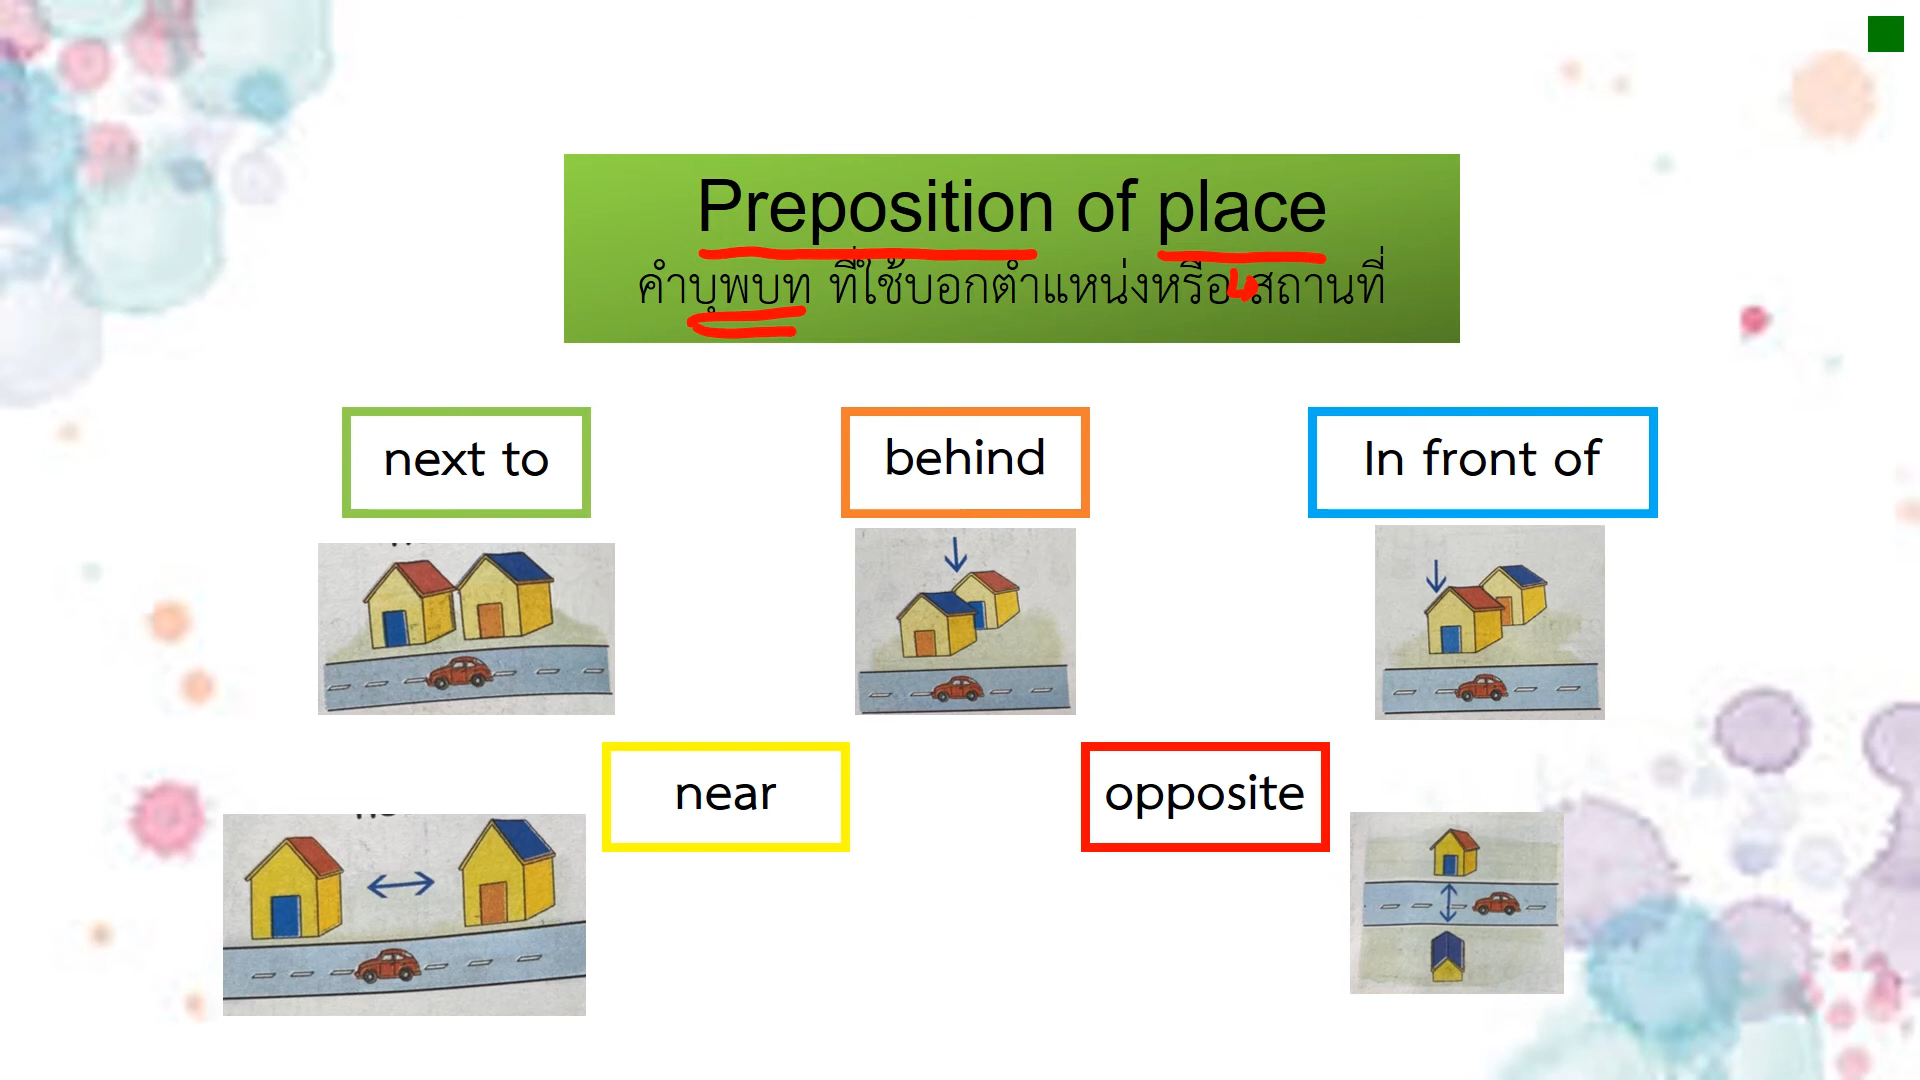 Preposition of place
คำบุพบท ที่ใช้บอกตำแหน่งหรือ สถานที่
next to
behind
In front of
near
opposite